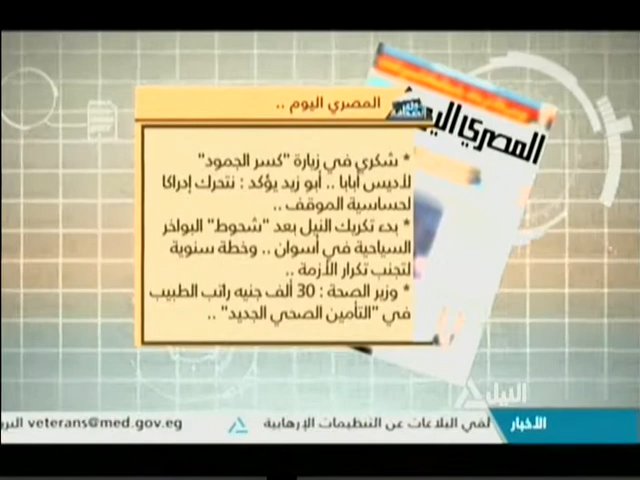 المصري اليوم ..
المصري اليو
* شكري في زيارة "كسر الجمود"
لأديس أبابا .. أبو زيد يؤكد : نتحرك إدراكا
لحساسية الموقف ..
* بدء تكريك النيل بعد "شحوط" البواخر
السياحية في أسوان .. وخطة سنوية
لتجنب تكرار الأزمة ..
* وزير الصحة : 30 ألف جنيه راتب الطبيب
في "التأمين الصحي الجديد" ..
النيل
الأخبار
لقي البلاغات عن التنظيمات الإرهابية
veterans@med.gov.eg البر